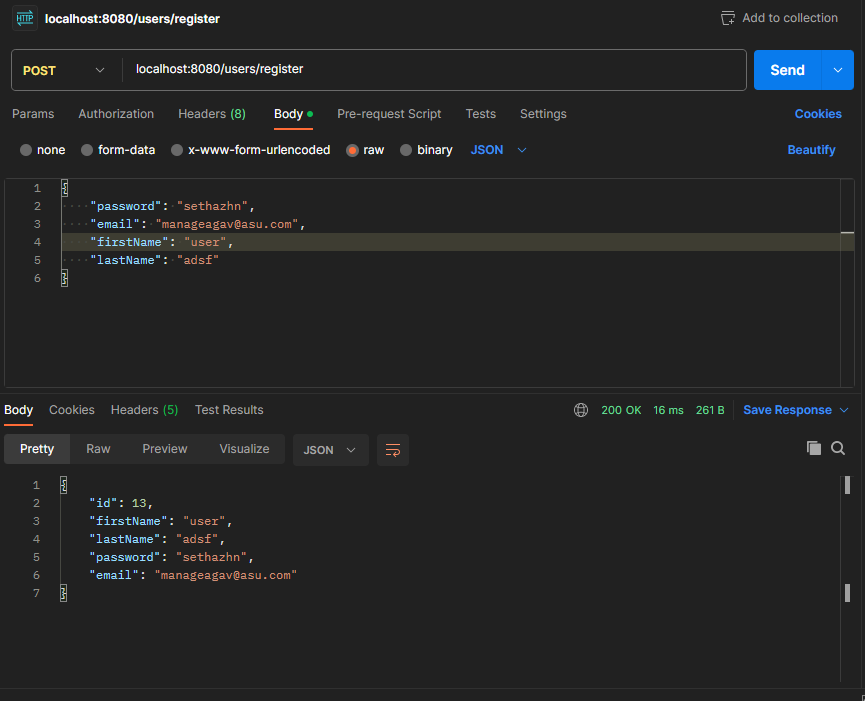 HTTP localhost:8080/users/register Add to collection
POST localhost:8080/users/register Send
Params Authorization Headers (8) Body Pre-request Script Tests Settings Cookies
none form-data x-www-form-urlencoded raw binary JSON Beautify
1 {
2 "password": "sethazhn",
3 "email": "manageagav@asu.com",
4 "firstName": "user",
5 "lastName": "adsf"
6 }
Body Cookies Headers (5) Test Results 200 OK 16 ms 261 B Save Response
Pretty Raw Preview Visualize JSON
1 {
2 "id": 13,
3 "firstName": "user",
4 "lastName": "adsf",
5 "password": "sethazhn",
6 "email": "manageagav@asu.com"
7 }